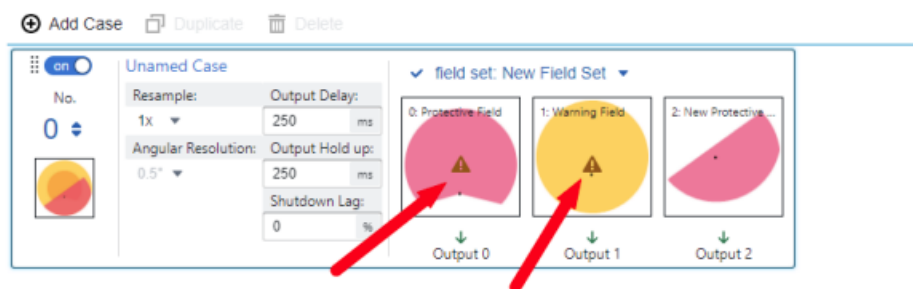 Add Case Duplicate Delete
on Unamed Case field set: New Field Set
No. Resample: Output Delay:
0 1x 250 ms
Angular Resolution: Output Hold up:
0.5° 250 ms
Shutdown Lag:
0 %
0: Protective Field 1: Warning Field 2: New Protective ...
Output 0 Output 1 Output 2